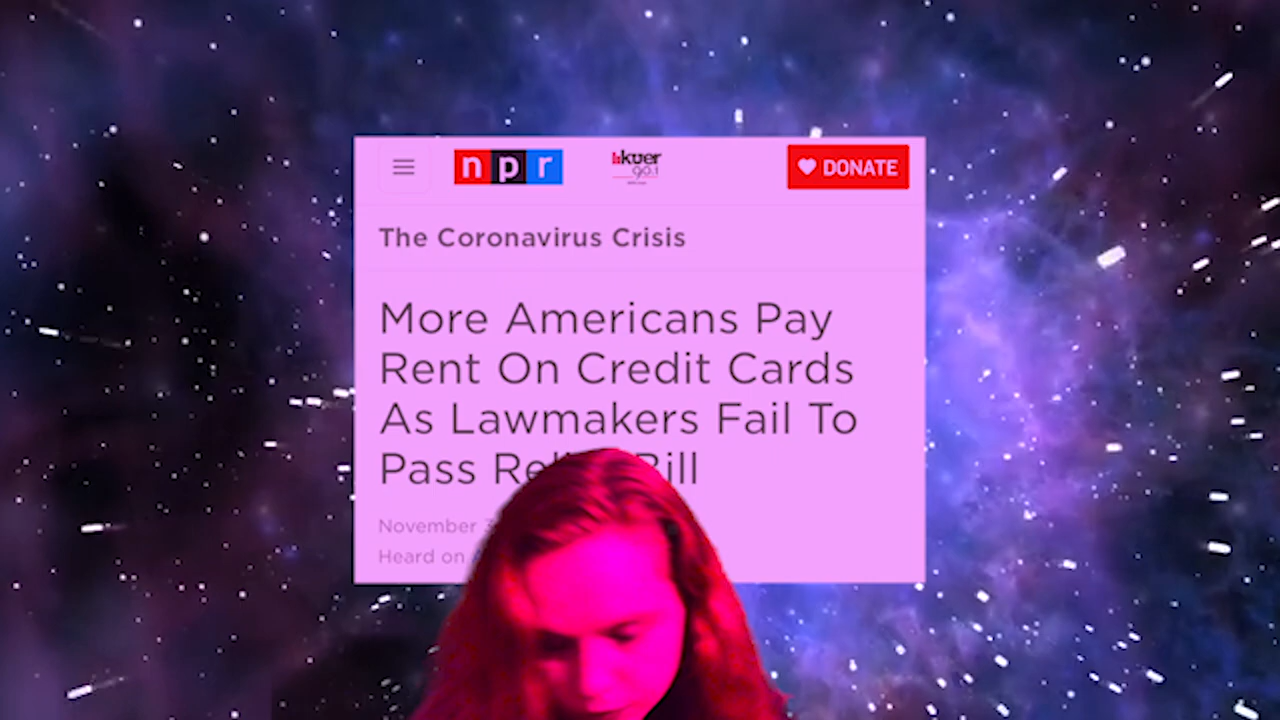 npr
kuer
90.1
DONATE
The Coronavirus Crisis
More Americans Pay
Rent On Credit Cards
As Lawmakers Fail To
Pass Bill
November
Heard on